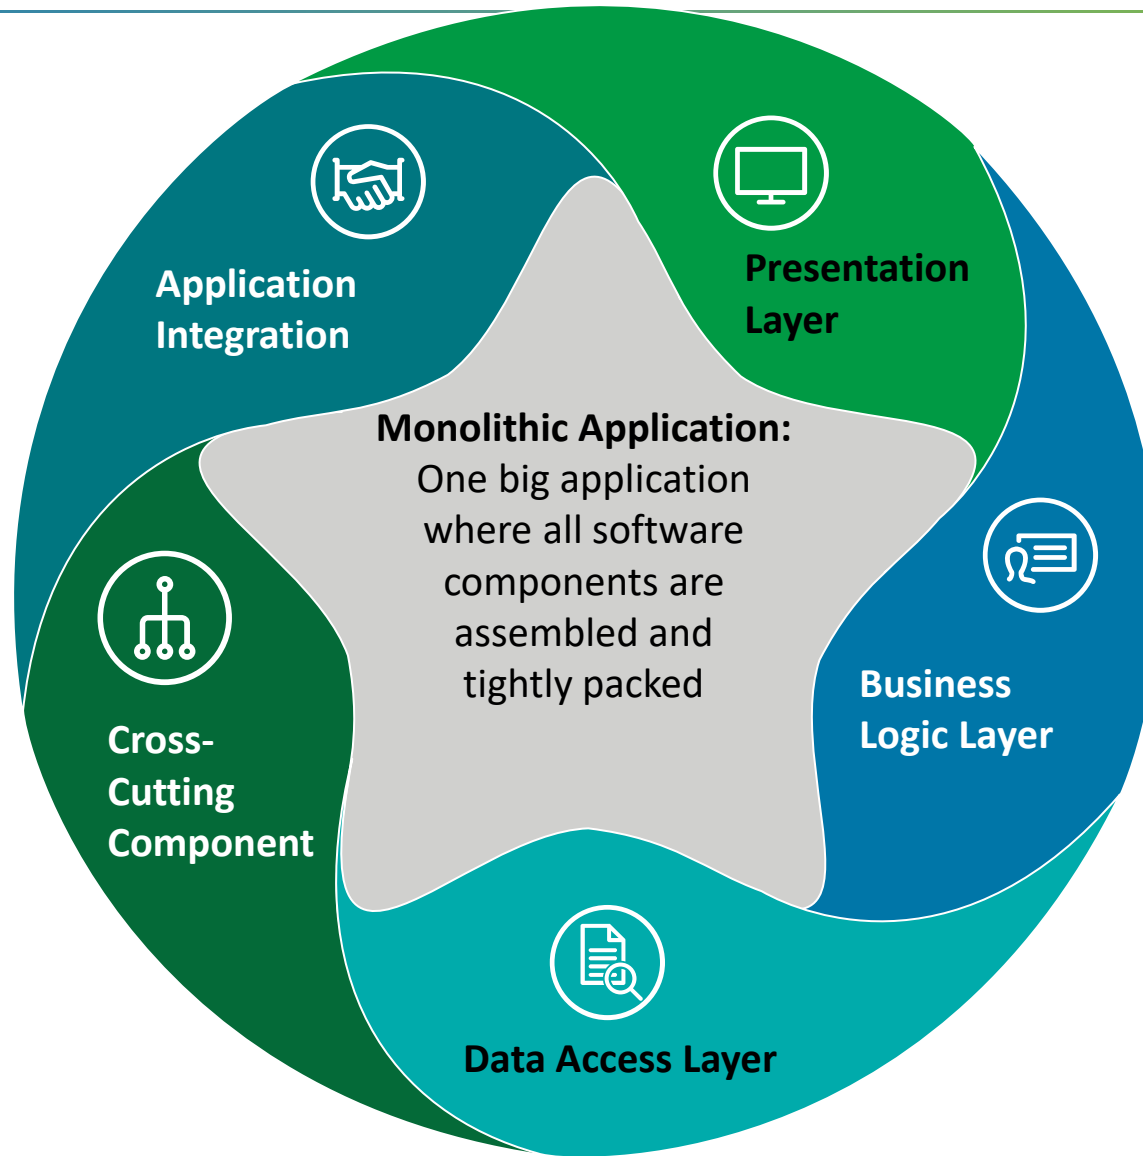 Application
Integration
Presentation
Layer
Monolithic Application:
One big application
where all software
components are
assembled and
tightly packed
Business
Logic Layer
Cross-
Cutting
Component
Data Access Layer